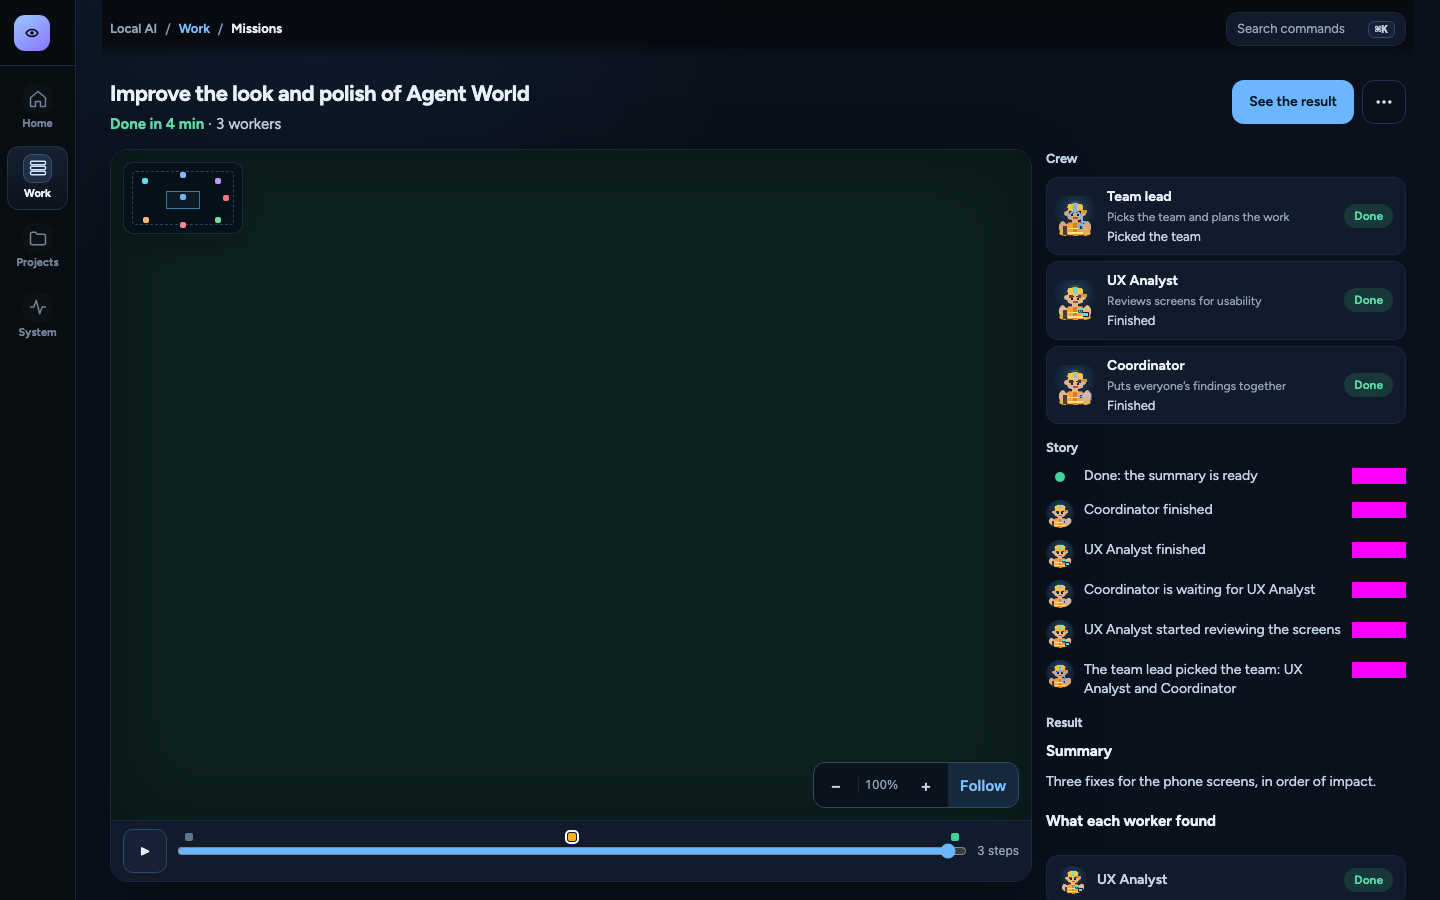 Local AI / Work / Missions
Search commands ⌘K
Home
Work
Projects
System
Improve the look and polish of Agent World
Done in 4 min · 3 workers
See the result
100%
Follow
3 steps
Crew
Team lead
Picks the team and plans the work
Picked the team
Done
UX Analyst
Reviews screens for usability
Finished
Done
Coordinator
Puts everyone’s findings together
Finished
Done
Story
Done: the summary is ready
Coordinator finished
UX Analyst finished
Coordinator is waiting for UX Analyst
UX Analyst started reviewing the screens
The team lead picked the team: UX
Analyst and Coordinator
Result
Summary
Three fixes for the phone screens, in order of impact.
What each worker found
UX Analyst
Done